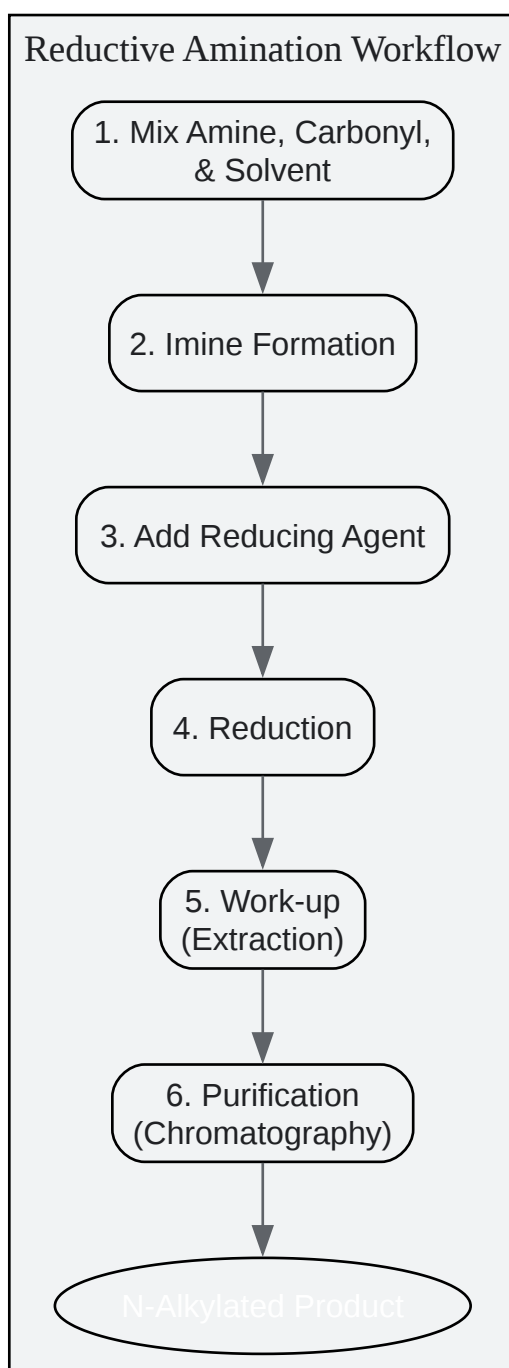 Reductive Amination Workflow
1. Mix Amine, Carbonyl,
& Solvent
2. Imine Formation
3. Add Reducing Agent
4. Reduction
5. Work-up
(Extraction)
6. Purification
(Chromatography)
N-Alkylated Product